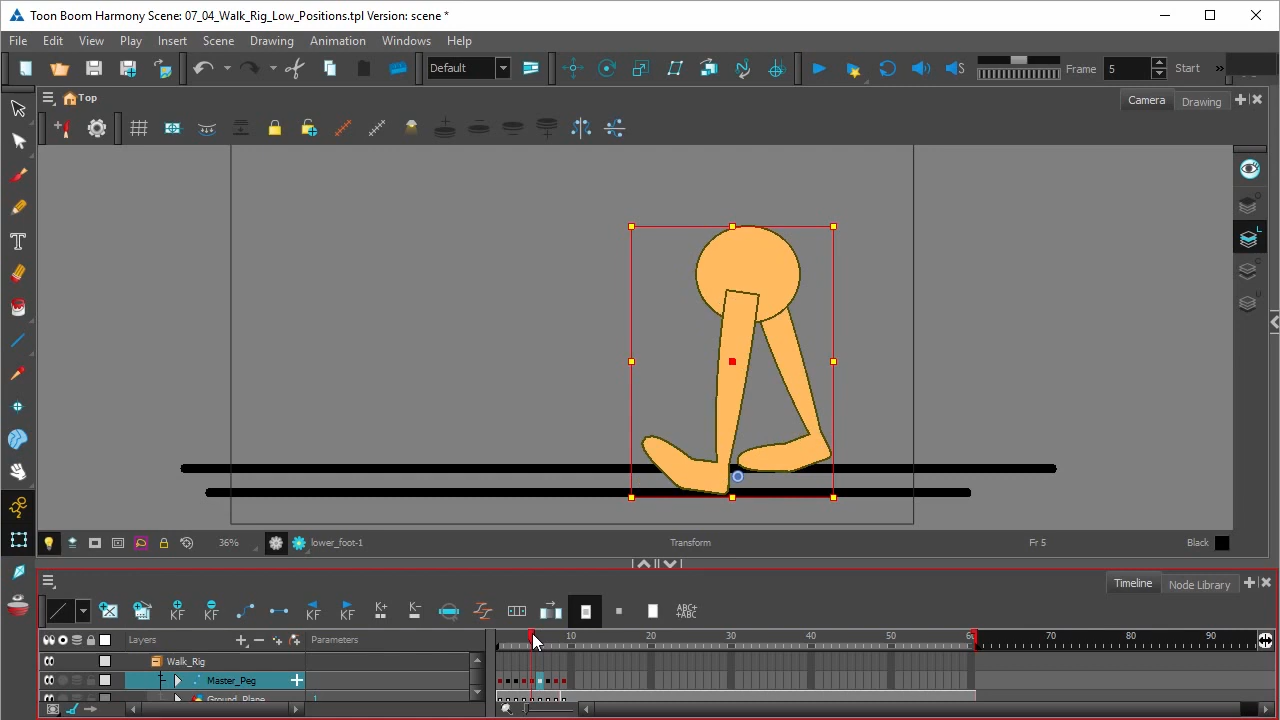 Toon Boom Harmony Scene: 07_04_Walk_Rig_Low_Positions.tpl Version: scene *
File Edit View Play Insert Scene Drawing Animation Windows Help
Default Frame 5 Start »
Top Camera Drawing
T
36% lower_foot-1 Transform Fr 5 Black
Timeline Node Library
KF KF KF KF K+ K- ABC+
+ABC
Layers Parameters 10 20 30 40 50 70 80 90
Walk_Rig
Master_Peg
Ground_Plane 1